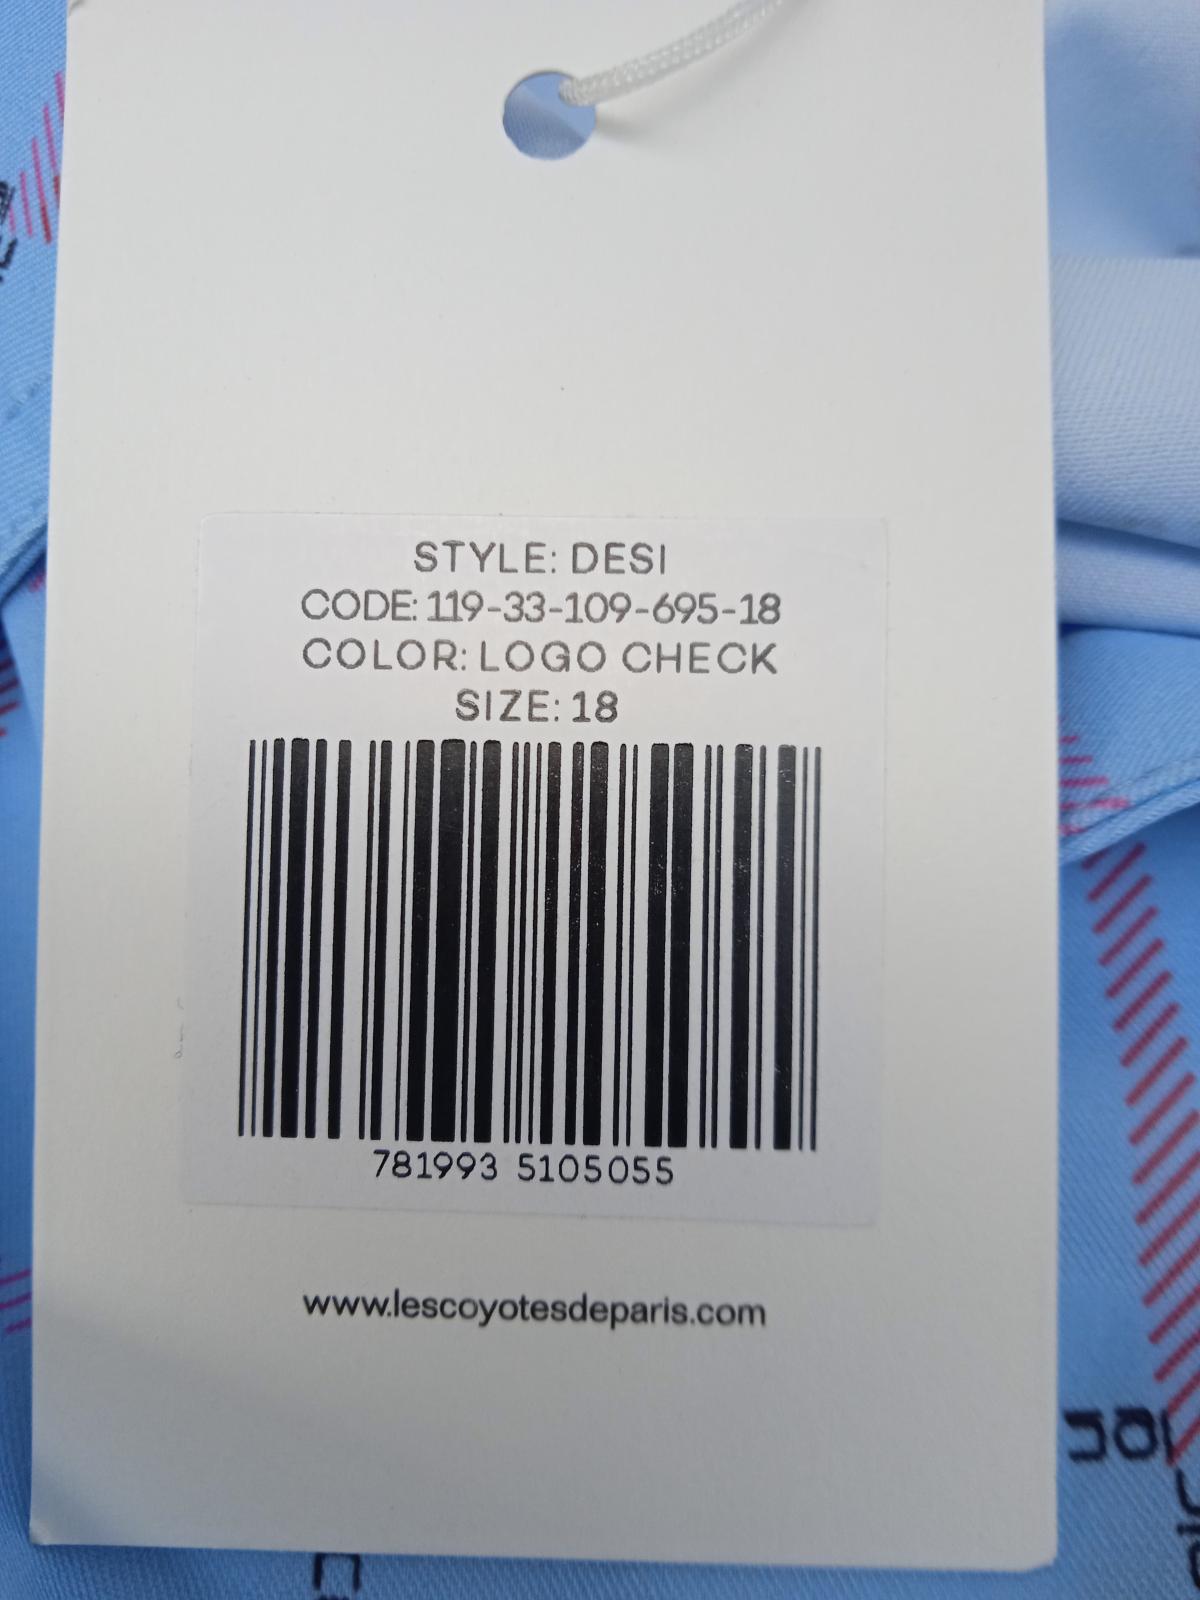 STYLE: DESI
CODE: 119-33-109-695-18
COLOR: LOGO CHECK
SIZE: 18
781993 5105055
www.lescoyotesdeparis.com